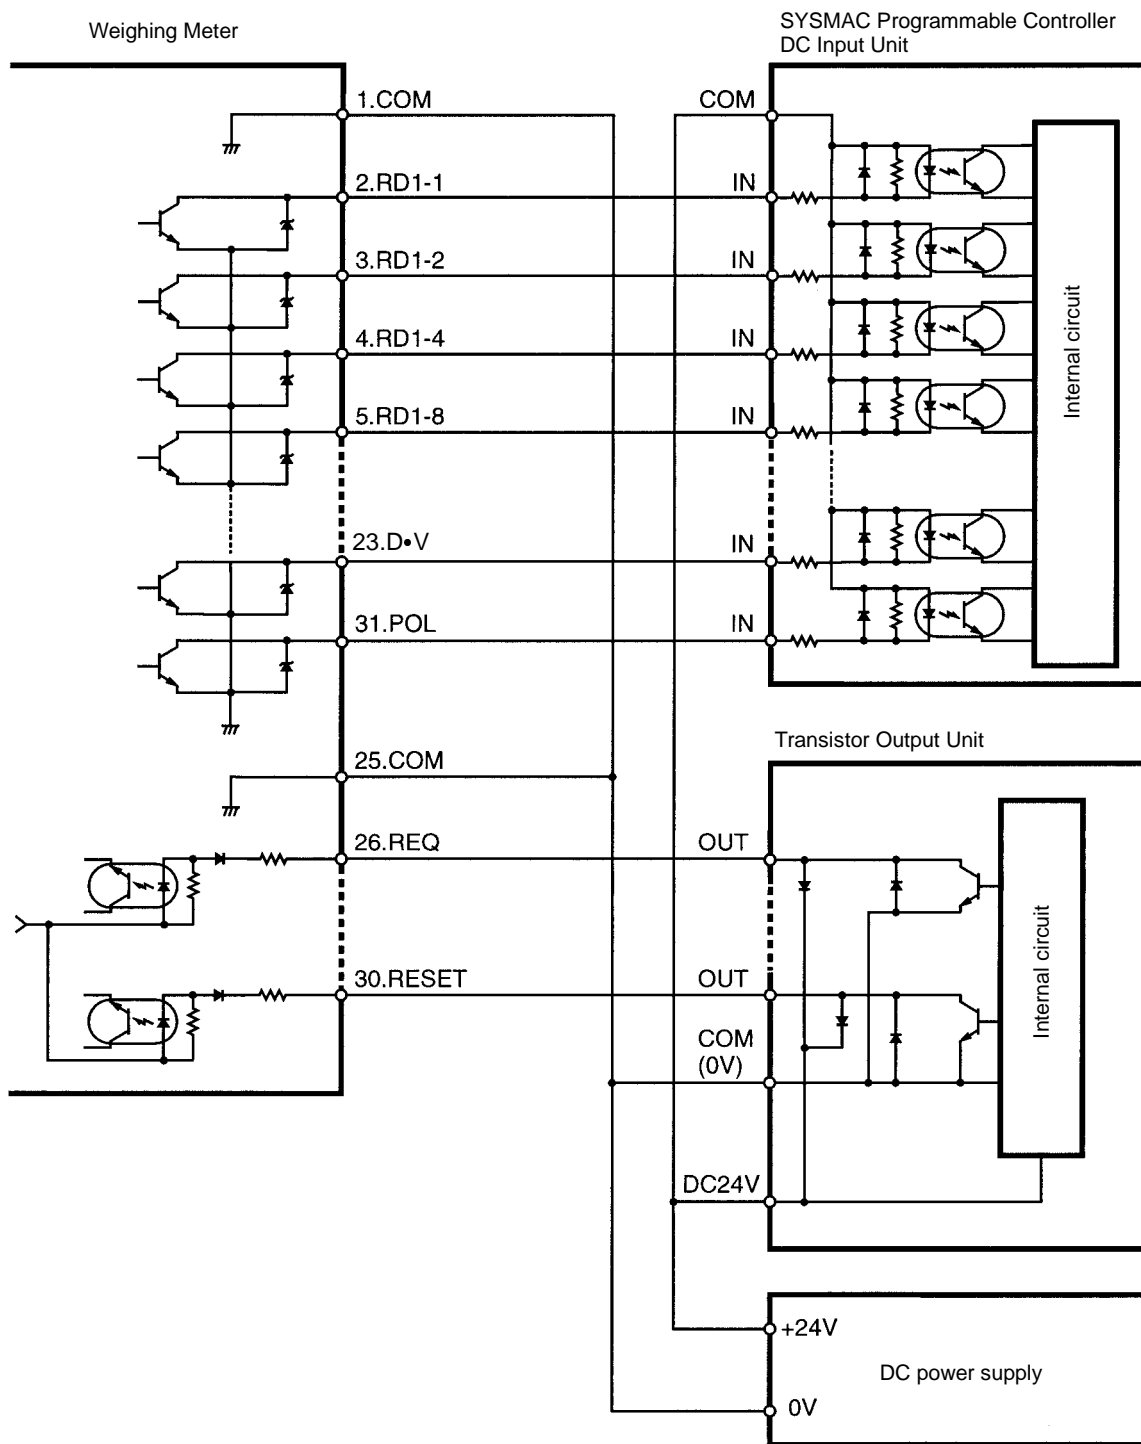 Weighing Meter
SYSMAC Programmable Controller
DC Input Unit
1.COM
COM
2.RD1-1
IN
3.RD1-2
IN
4.RD1-4
IN
5.RD1-8
IN
23.D•V
IN
31.POL
IN
Internal circuit
25.COM
Transistor Output Unit
26.REQ
OUT
30.RESET
OUT
COM
(0V)
Internal circuit
DC24V
+24V
DC power supply
0V